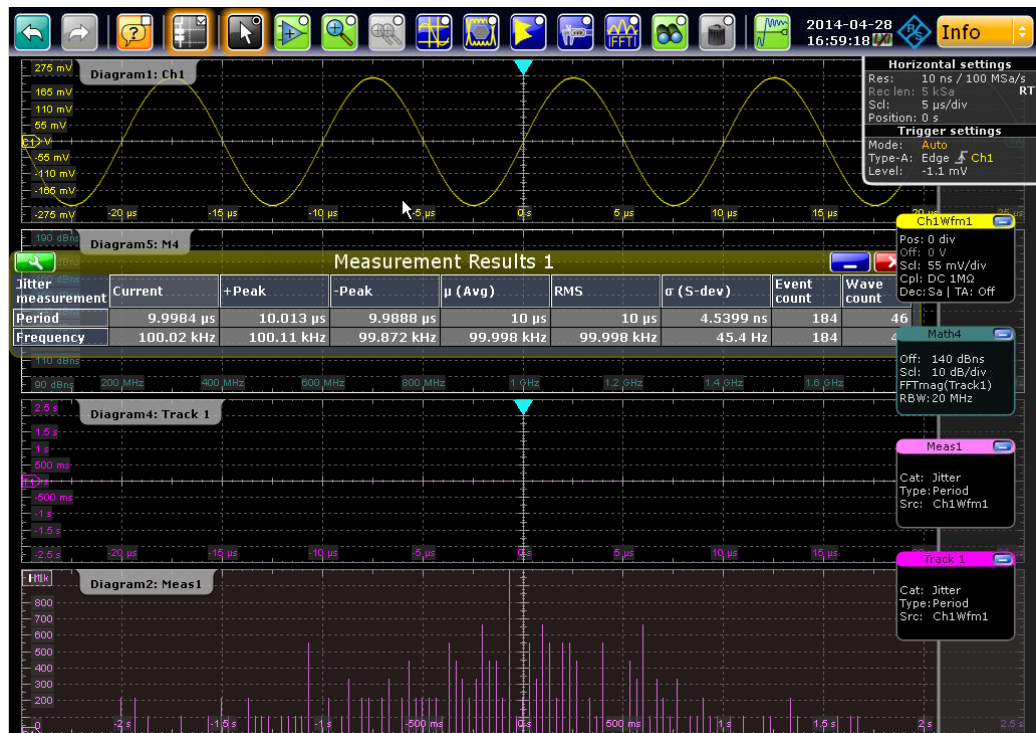 2014-04-28
16:59:18
Info
FFT
Horizontal settings
Res: 10 ns / 100 MSa/s
Rec len: 5 kSa RT
Scl: 5 µs/div
Position: 0 s
Trigger settings
Mode: Auto
Type-A: Edge Ch1
Level: -1.1 mV
Diagram1: Ch1
275 mV
165 mV
110 mV
55 mV
C1 V
-55 mV
-110 mV
-165 mV
-275 mV
-20 µs -15 µs -10 µs -5 µs 0 s 5 µs 10 µs 15 µs 20 µs 25 µs
Ch1Wfm1
Pos: 0 div
Off: 0 V
Scl: 55 mV/div
Cpl: DC 1MΩ
Dec:Sa | TA: Off
190 dBns
Diagram5: M4
Measurement Results 1
Jitter measurement Current +Peak -Peak µ (Avg) RMS σ (S-dev) Event count Wave count
Period 9.9984 µs 10.013 µs 9.9888 µs 10 µs 10 µs 4.5399 ns 184 46
Frequency 100.02 kHz 100.11 kHz 99.872 kHz 99.998 kHz 99.998 kHz 45.4 Hz 184
110 dBns
90 dBns 200 MHz 400 MHz 600 MHz 800 MHz 1 GHz 1.2 GHz 1.4 GHz 1.6 GHz
Math4
Off: 140 dBns
Scl: 10 dB/div
FFTmag(Track1)
RBW:20 MHz
2.5 s
Diagram4: Track 1
1.5 s
1 s
500 ms
-500 ms
-1 s
-1.5 s
-2.5 s
-20 µs -15 µs -10 µs -5 µs 0 s 5 µs 10 µs 15 µs
Meas1
Cat: Jitter
Type:Period
Src: Ch1Wfm1
Track 1
Cat: Jitter
Type:Period
Src: Ch1Wfm1
Diagram2: Meas1
800
700
600
500
400
300
200
0
-2 s -1.5 s -1 s -500 ms 0 s 500 ms 1 s 1.5 s 2 s 2.5 s